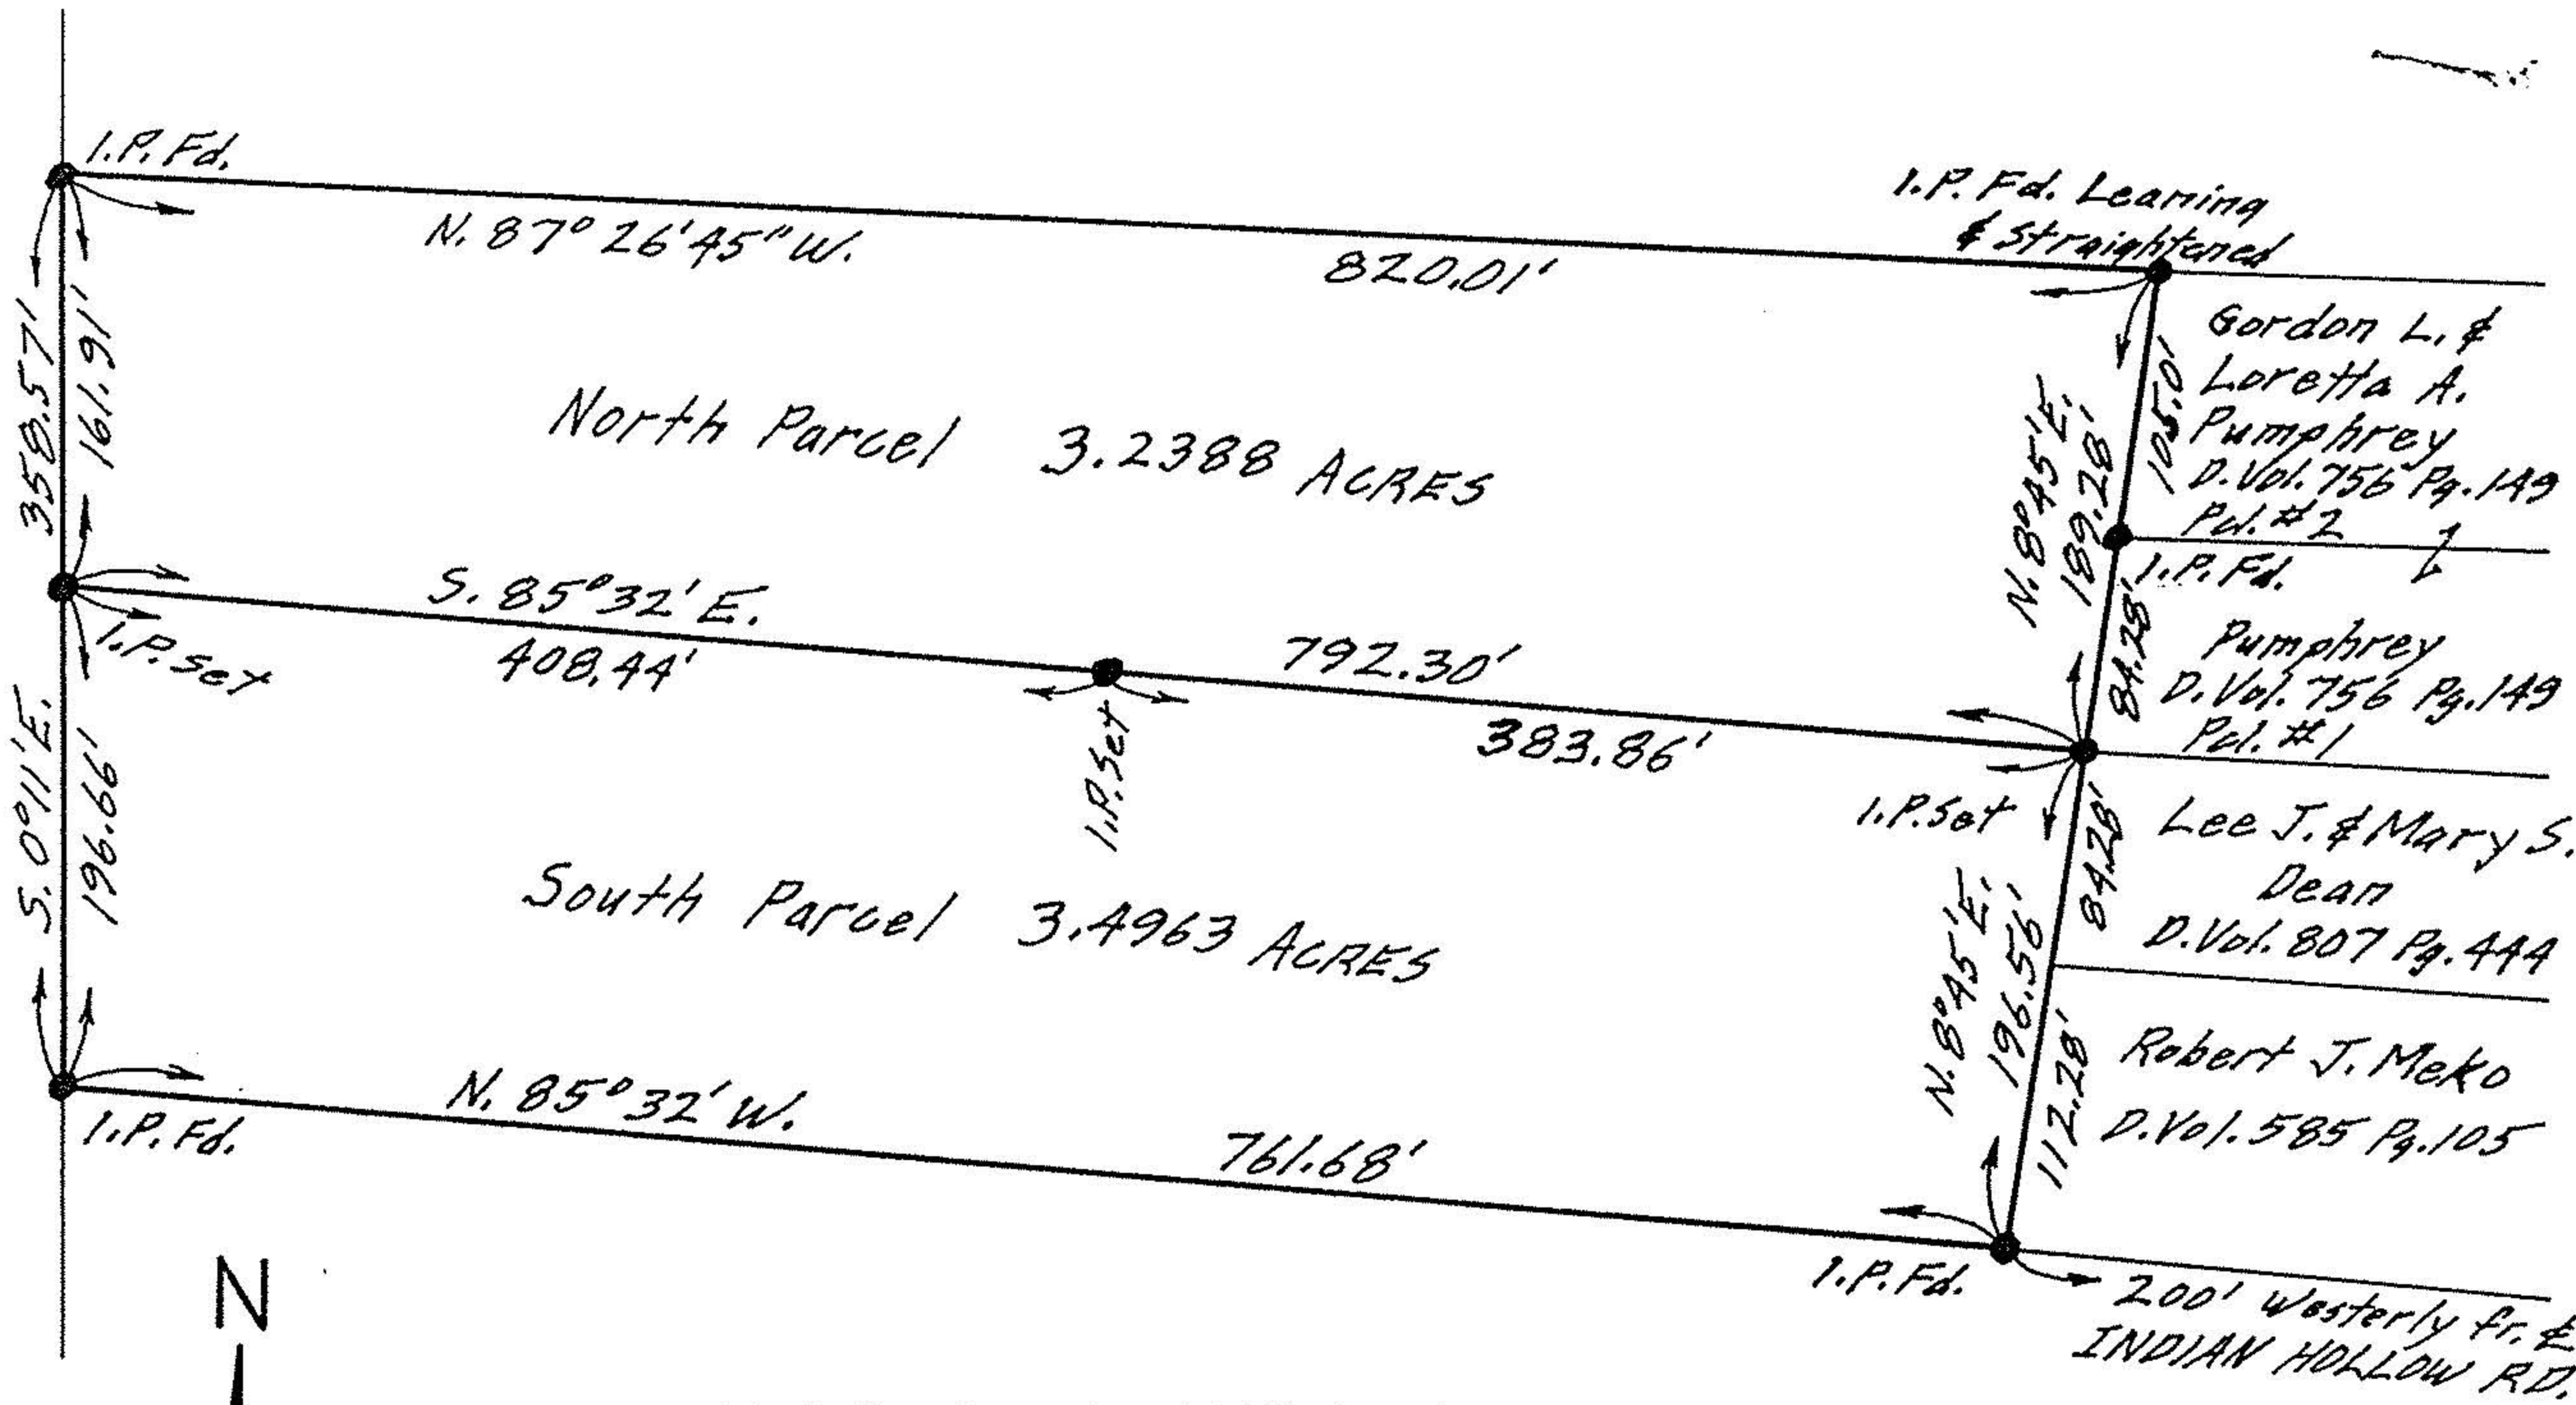 I.P. Fd.
I.P. Fd. Leaning
& Straightened
N. 87° 26' 45" W.
820.01'
358.57'
161.91'
North Parcel 3.2388 ACRES
N. 8° 45' E.
189.28'
105.0'
Gordon L. &
Loretta A.
Pumphrey
D. Vol. 756 Pg. 149
Pcl. #2
I.P. Fd.
84.28'
Pumphrey
D. Vol. 756 Pg. 149
Pcl. #1
S. 85° 32' E.
408.44'
792.30'
383.86'
I.P. Set
I.P. Set
I.P. Set
S. 0° 11' E.
196.66'
South Parcel 3.4963 ACRES
N. 8° 45' E.
196.56'
84.28'
112.28'
Lee J. & Mary S.
Dean
D. Vol. 807 Pg. 444
Robert J. Meko
D. Vol. 585 Pg. 105
N. 85° 32' W.
761.68'
I.P. Fd.
I.P. Fd.
200' Westerly fr. ℄
INDIAN HOLLOW RD.
N